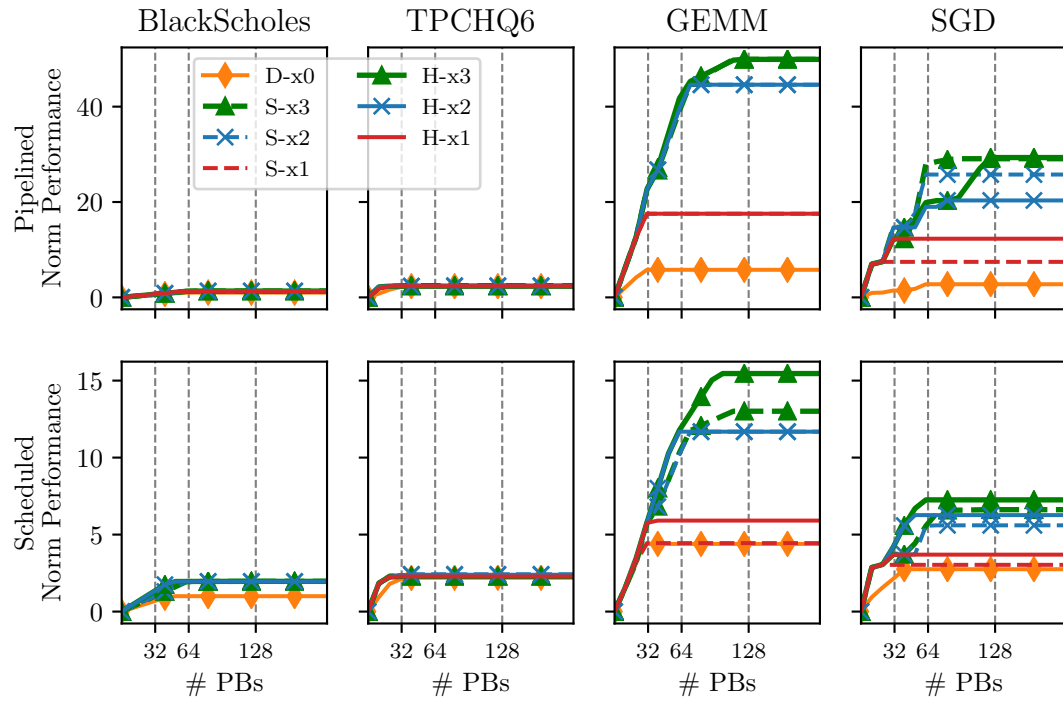 BlackScholes
TPCHQ6
GEMM
SGD
Pipelined
Norm Performance
0
20
40
D-x0
S-x3
S-x2
S-x1
H-x3
H-x2
H-x1
Scheduled
Norm Performance
0
5
10
15
32 64 128
32 64 128
32 64 128
32 64 128
# PBs
# PBs
# PBs
# PBs